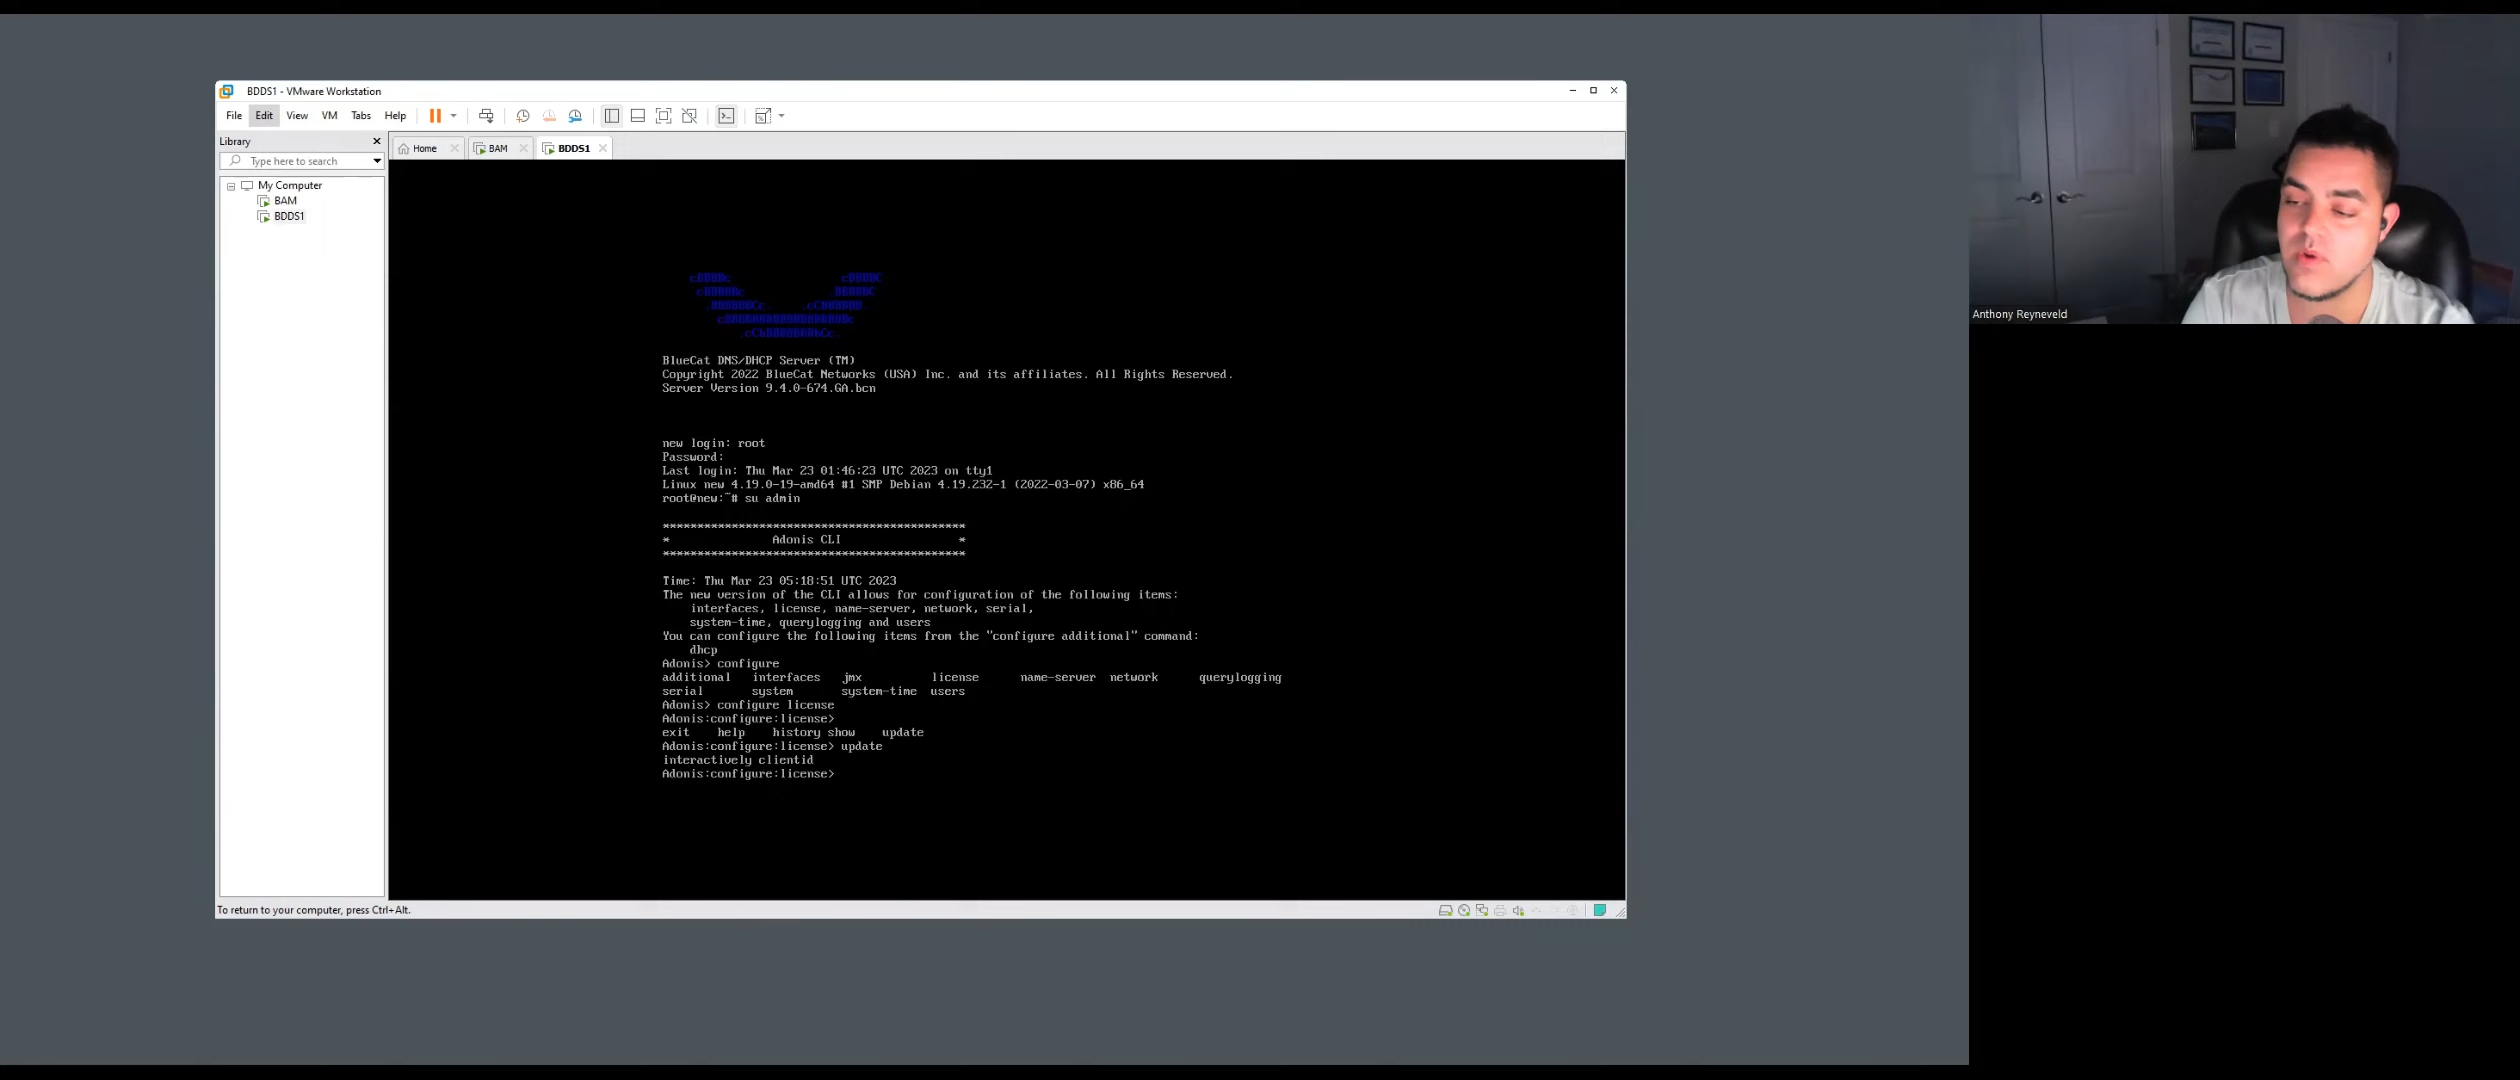 BDDS1 - VMware Workstation
File Edit View VM Tabs Help
Library
Type here to search
My Computer
BAM
BDDS1
Home
BAM
BDDS1
BlueCat DNS/DHCP Server (TM)
Copyright 2022 BlueCat Networks (USA) Inc. and its affiliates. All Rights Reserved.
Server Version 9.4.0-674.GA.bcn
new login: root
Password:
Last login: Thu Mar 23 01:46:23 UTC 2023 on tty1
Linux new 4.19.0-19-amd64 #1 SMP Debian 4.19.232-1 (2022-03-07) x86_64
root@new:~# su admin
********************************************
* Adonis CLI *
********************************************
Time: Thu Mar 23 05:18:51 UTC 2023
The new version of the CLI allows for configuration of the following items:
interfaces, license, name-server, network, serial,
system-time, querylogging and users
You can configure the following items from the "configure additional" command:
dhcp
Adonis> configure
additional interfaces jmx license name-server network querylogging
serial system system-time users
Adonis> configure license
Adonis:configure:license>
exit help history show update
Adonis:configure:license> update
interactively clientid
Adonis:configure:license>
To return to your computer, press Ctrl+Alt.
Anthony Reyneveld